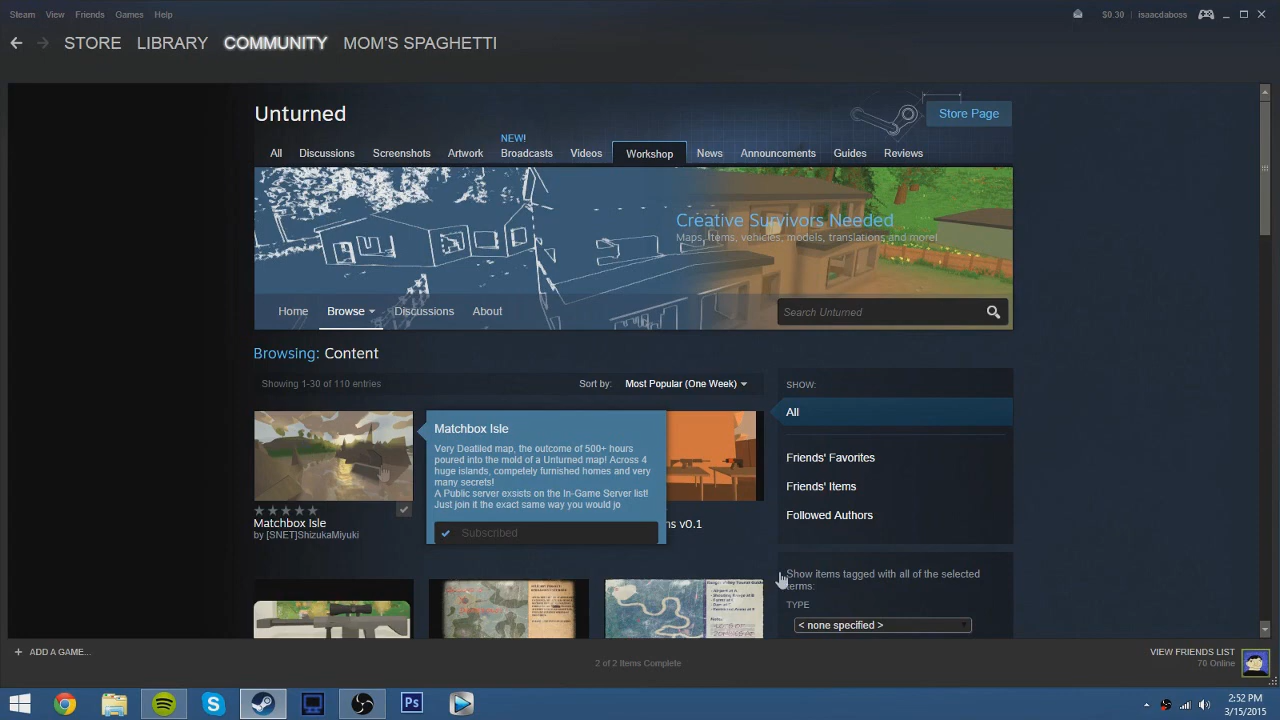 Steam View Friends Games Help
$0.30 isaacdaboss
STORE LIBRARY COMMUNITY MOM'S SPAGHETTI
Unturned
Store Page
NEW!
All Discussions Screenshots Artwork Broadcasts Videos Workshop News Announcements Guides Reviews
Creative Survivors Needed
Maps, items, vehicles, models, translations and more!
Home Browse Discussions About
Search Unturned
Browsing: Content
Showing 1-30 of 110 entries
Sort by: Most Popular (One Week)
Matchbox Isle
by [SNET]ShizukaMiyuki
Matchbox Isle
Very Deatiled map, the outcome of 500+ hours
poured into the mold of a Unturned map! Across 4
huge islands, competely furnished homes and very
many secrets!
A Public server exsists on the In-Game Server list!
Just join it the exact same way you would jo
Subscribed
ns v0.1
SHOW:
All
Friends' Favorites
Friends' Items
Followed Authors
Show items tagged with all of the selected
terms:
TYPE
< none specified >
ADD A GAME...
2 of 2 Items Complete
VIEW FRIENDS LIST
70 Online
Ps
2:52 PM
3/15/2015